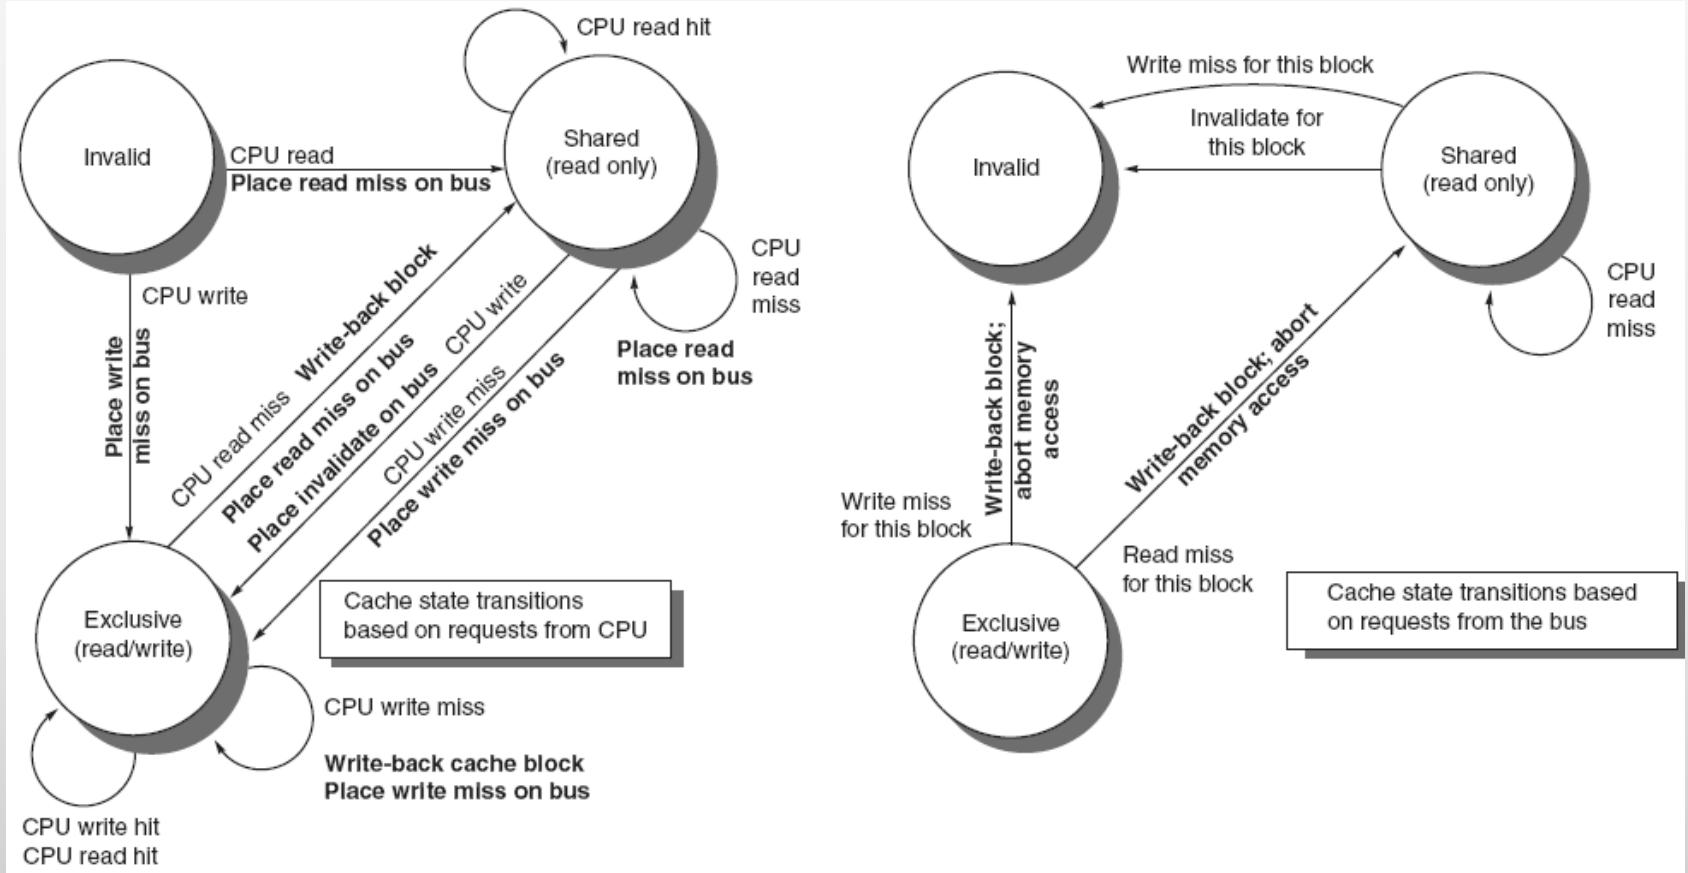 CPU read hit
Invalid
Shared
(read only)
CPU read
Place read miss on bus
CPU
read
miss
Place read
miss on bus
CPU write
Place write
miss on bus
CPU read miss
Write-back block
Place read miss on bus
Place invalidate on bus
CPU write
CPU write miss
Place write miss on bus
Exclusive
(read/write)
Cache state transitions
based on requests from CPU
CPU write miss
Write-back cache block
Place write miss on bus
CPU write hit
CPU read hit
Write miss for this block
Invalidate for
this block
Invalid
Shared
(read only)
CPU
read
miss
Write-back block;
abort memory
access
Write-back block; abort
memory access
Write miss
for this block
Read miss
for this block
Exclusive
(read/write)
Cache state transitions based
on requests from the bus